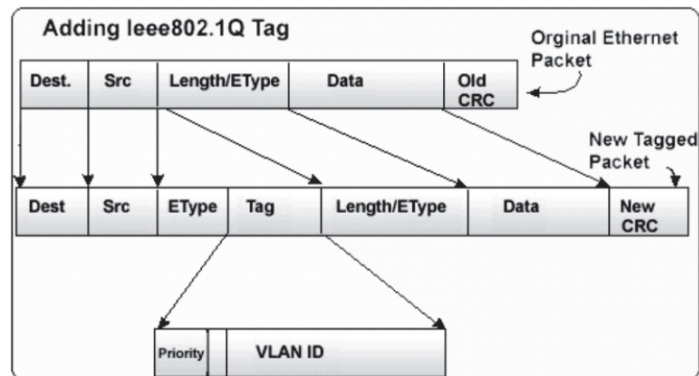 Adding Ieee802.1Q Tag
Orginal Ethernet
Packet
Dest. Src Length/EType Data Old
CRC
New Tagged
Packet
Dest Src EType Tag Length/EType Data New
CRC
Priority VLAN ID